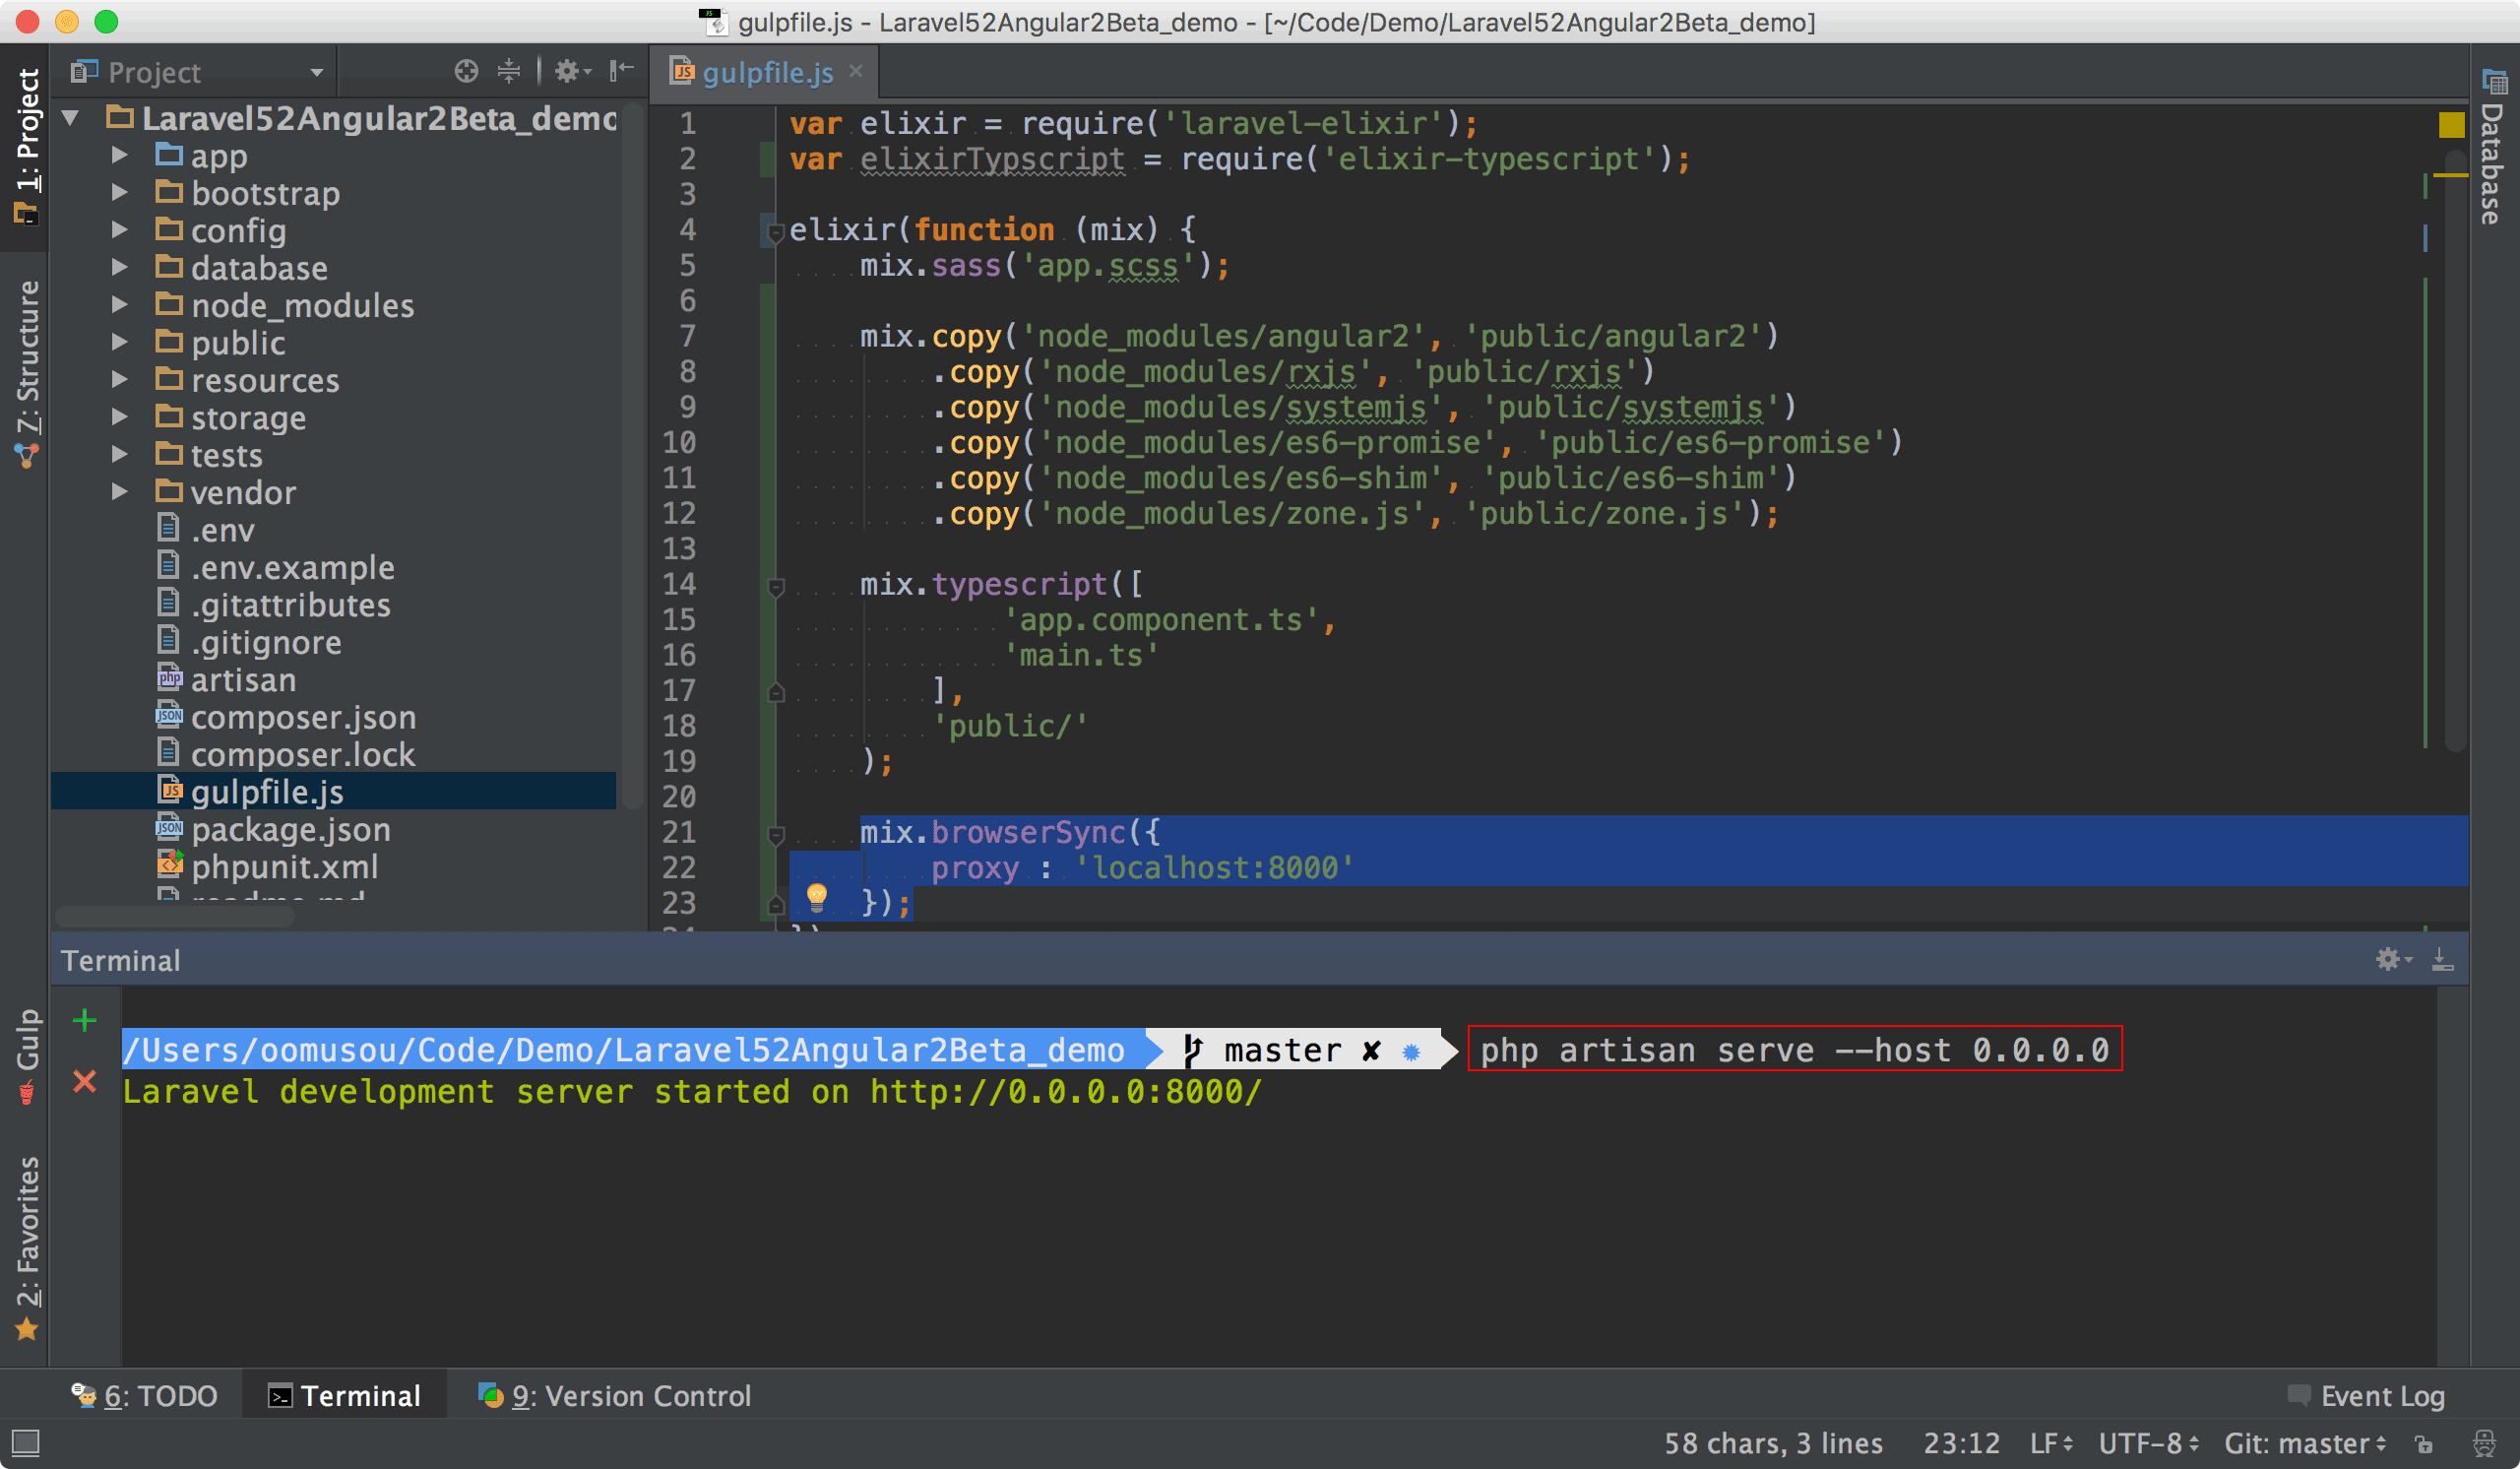 gulpfile.js - Laravel52Angular2Beta_demo - [~/Code/Demo/Laravel52Angular2Beta_demo]
1: Project
7: Structure
Gulp
2: Favorites
Project
Laravel52Angular2Beta_demo
app
bootstrap
config
database
node_modules
public
resources
storage
tests
vendor
.env
.env.example
.gitattributes
.gitignore
artisan
composer.json
composer.lock
gulpfile.js
package.json
phpunit.xml
readme.md
gulpfile.js
1 var elixir = require('laravel-elixir');
2 var elixirTypscript = require('elixir-typescript');
3
4 elixir(function (mix) {
5 mix.sass('app.scss');
6
7 mix.copy('node_modules/angular2', 'public/angular2')
8 .copy('node_modules/rxjs', 'public/rxjs')
9 .copy('node_modules/systemjs', 'public/systemjs')
10 .copy('node_modules/es6-promise', 'public/es6-promise')
11 .copy('node_modules/es6-shim', 'public/es6-shim')
12 .copy('node_modules/zone.js', 'public/zone.js');
13
14 mix.typescript([
15 'app.component.ts',
16 'main.ts'
17 ],
18 'public/'
19 );
20
21 mix.browserSync({
22 proxy : 'localhost:8000'
23 });
Database
Terminal
/Users/oomusou/Code/Demo/Laravel52Angular2Beta_demo master ✘ php artisan serve --host 0.0.0.0
Laravel development server started on http://0.0.0.0:8000/
6: TODO Terminal 9: Version Control Event Log
58 chars, 3 lines 23:12 LF UTF-8 Git: master